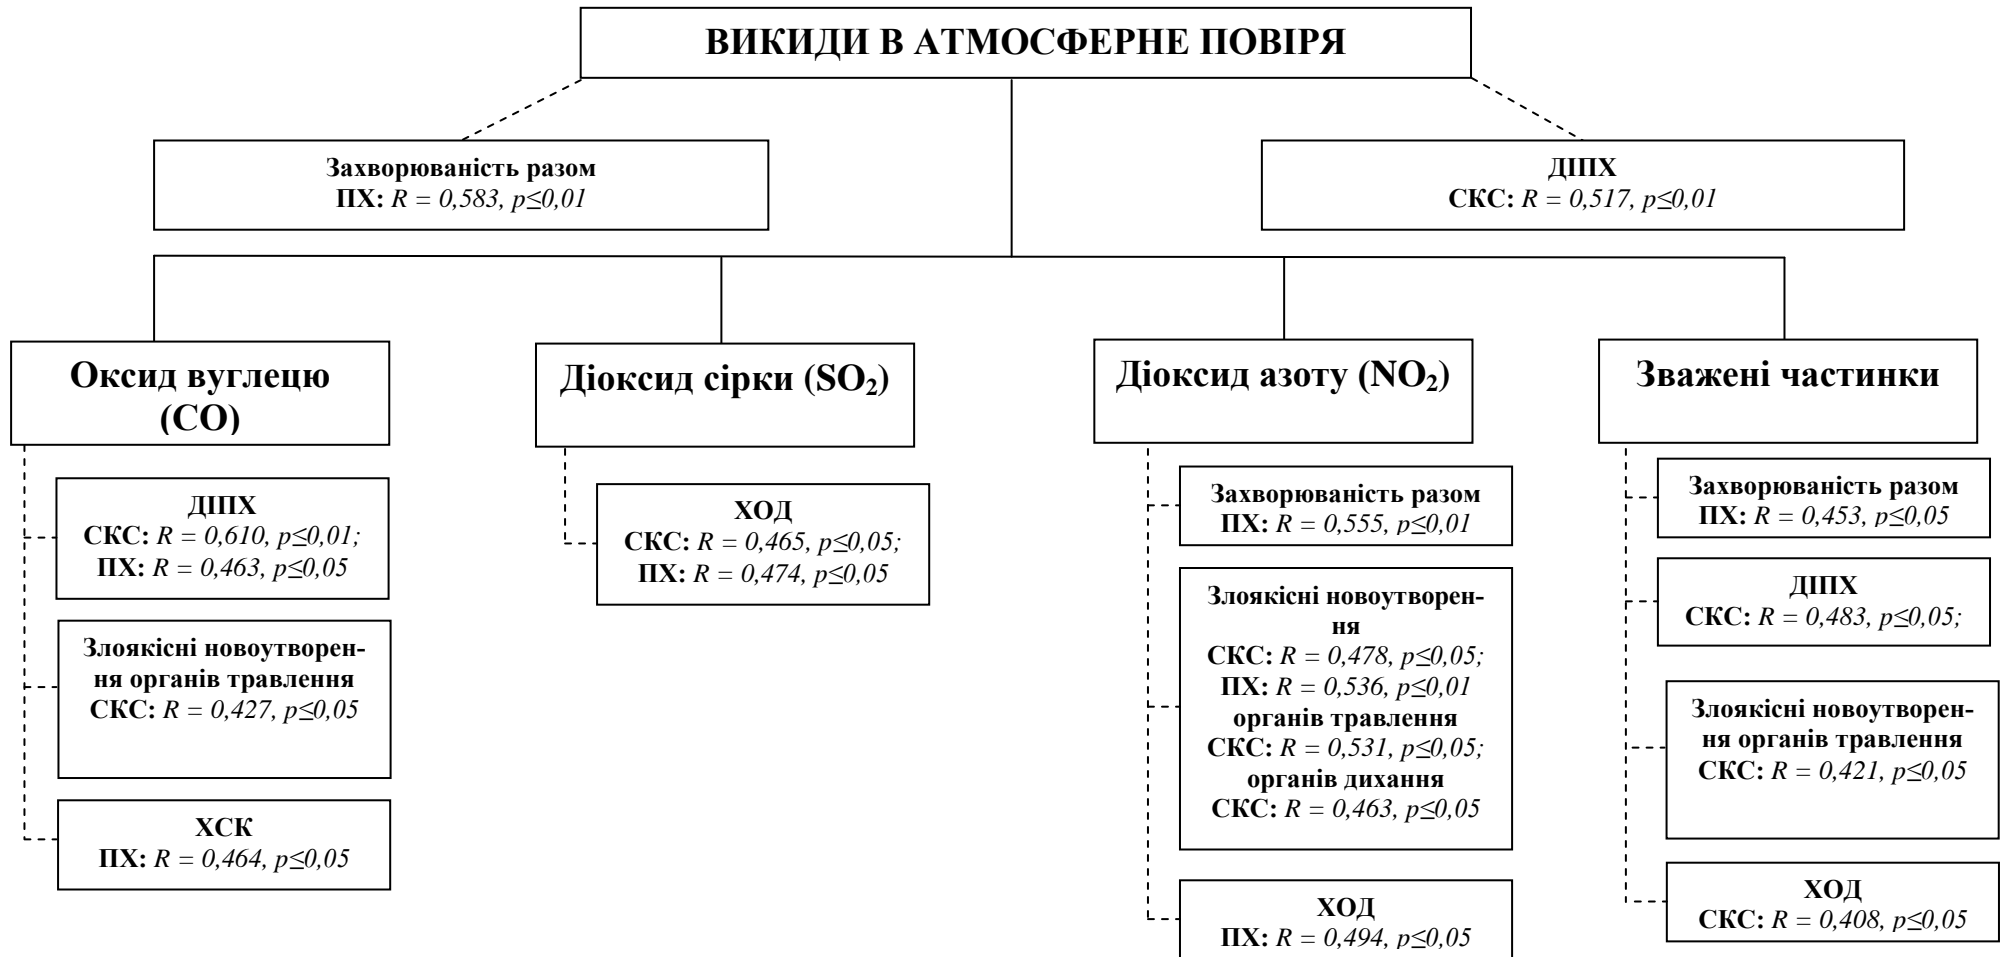 ВИКИДИ В АТМОСФЕРНЕ ПОВІРЯ
Захворюваність разом
ПХ: R = 0,583, p≤0,01
ДІПХ
СКС: R = 0,517, p≤0,01
Оксид вуглецю
(CO)
Діоксид сірки (SO₂)
Діоксид азоту (NO₂)
Зважені частинки
ДІПХ
СКС: R = 0,610, p≤0,01;
ПХ: R = 0,463, p≤0,05
Злоякісні новоутворен-
ня органів травлення
СКС: R = 0,427, p≤0,05
ХСК
ПХ: R = 0,464, p≤0,05
ХОД
СКС: R = 0,465, p≤0,05;
ПХ: R = 0,474, p≤0,05
Захворюваність разом
ПХ: R = 0,555, p≤0,01
Злоякісні новоутворен-
ня
СКС: R = 0,478, p≤0,05;
ПХ: R = 0,536, p≤0,01
органів травлення
СКС: R = 0,531, p≤0,05;
органів дихання
СКС: R = 0,463, p≤0,05
ХОД
ПХ: R = 0,494, p≤0,05
Захворюваність разом
ПХ: R = 0,453, p≤0,05
ДІПХ
СКС: R = 0,483, p≤0,05;
Злоякісні новоутворен-
ня органів травлення
СКС: R = 0,421, p≤0,05
ХОД
СКС: R = 0,408, p≤0,05